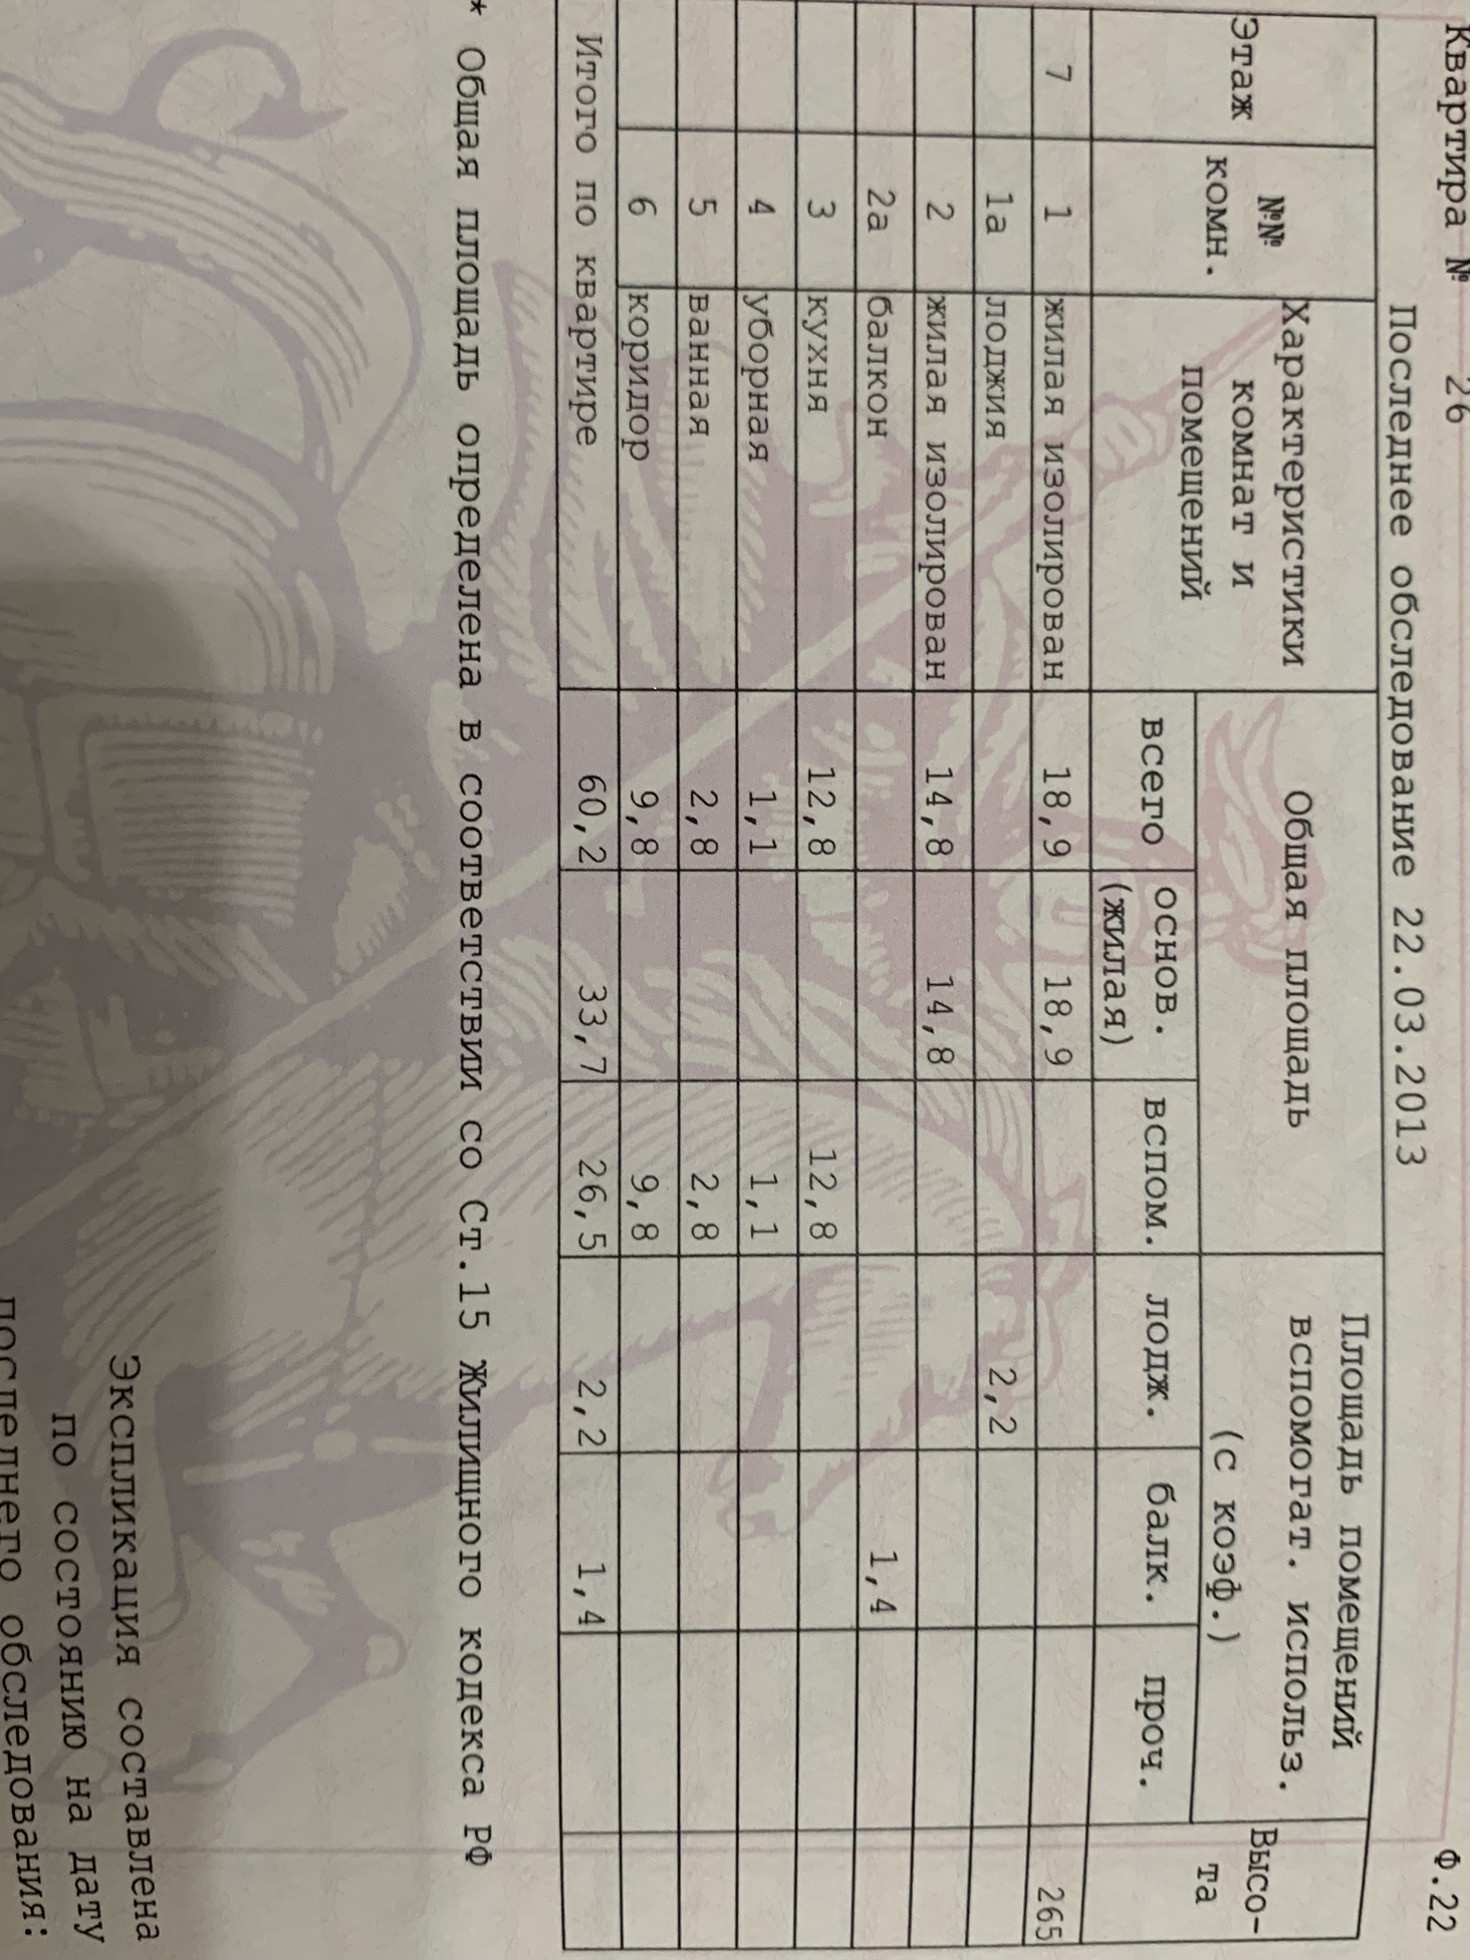 Квартира № 26 Ф.22
Последнее обследование 22.03.2013
Этаж №№ комн. Характеристики комнат и помещений Общая площадь Площадь помещений вспомогат. использ. (с коэф.) Высо-та
всего основ. (жилая) вспом. лодж. балк. проч.
7 1 жилая изолирован 18,9 18,9 265
1а лоджия 2,2
2 жилая изолирован 14,8 14,8
2а балкон 1,4
3 кухня 12,8 12,8
4 уборная 1,1 1,1
5 ванная 2,8 2,8
6 коридор 9,8 9,8
Итого по квартире 60,2 33,7 26,5 2,2 1,4
* Общая площадь определена в соответствии со Ст.15 Жилищного кодекса РФ
Экспликация составлена
по состоянию на дату
последнего обследования: